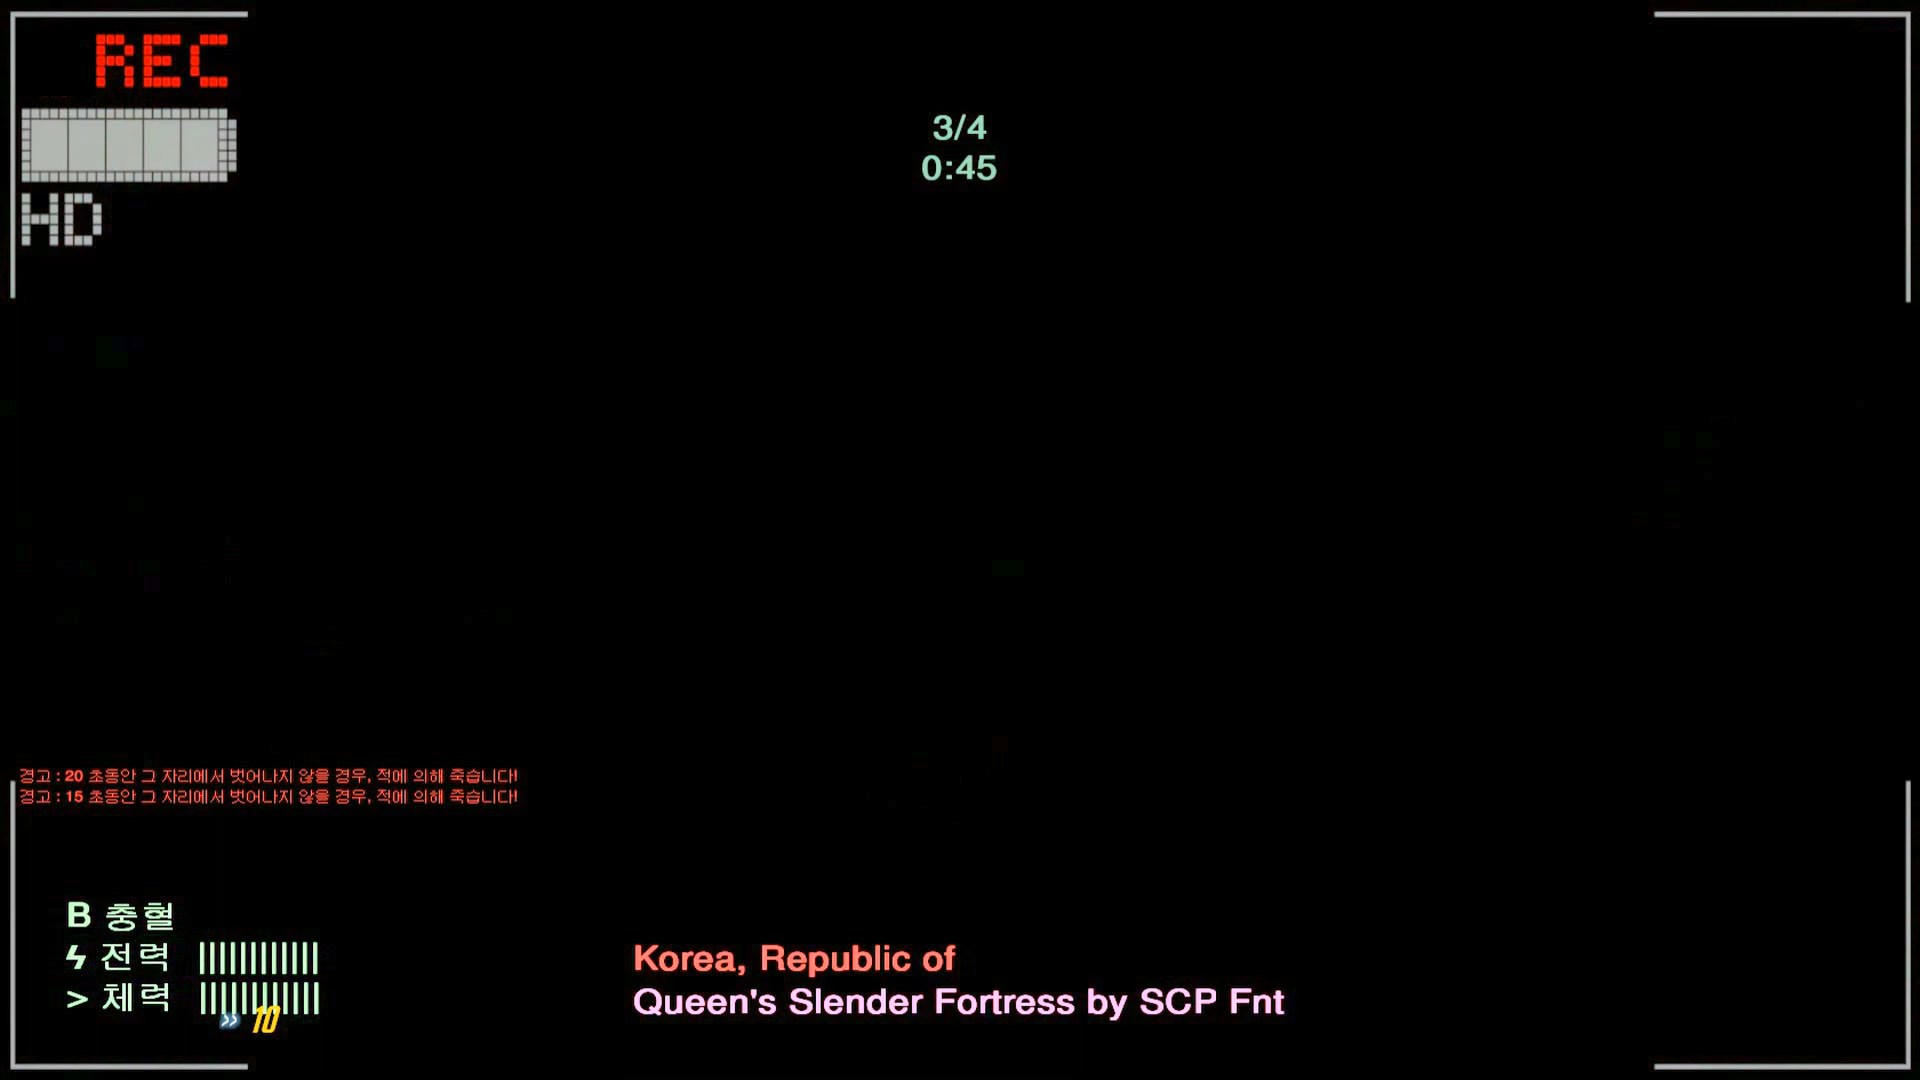 REC
3/4
0:45
HD
경고 : 20 초동안 그 자리에서 벗어나지 않을 경우, 적에 의해 죽습니다!
경고 : 15 초동안 그 자리에서 벗어나지 않을 경우, 적에 의해 죽습니다!
B 충혈
전력 ||||||||||||
> 체력 ||||||||||||
» 10
Korea, Republic of
Queen's Slender Fortress by SCP Fnt